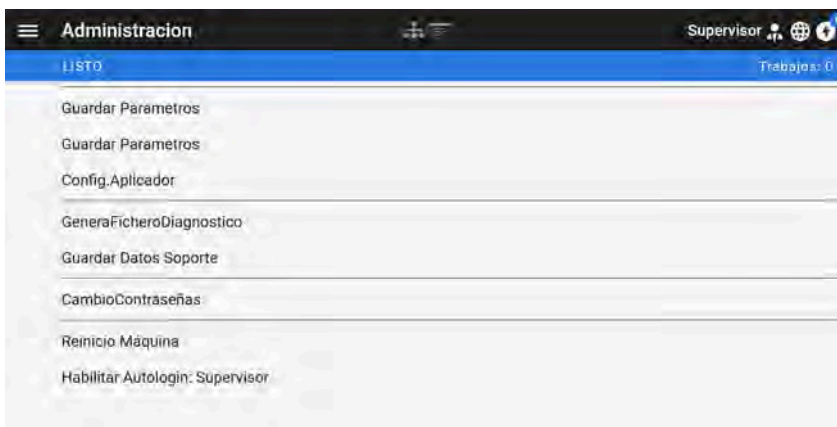 Administracion
Supervisor
LISTO
Trabajos: 0
Guardar Parametros
Guardar Parametros
Config.Aplicador
GeneraFicheroDiagnostico
Guardar Datos Soporte
CambioContraseñas
Reinicio Máquina
Habilitar Autologin: Supervisor